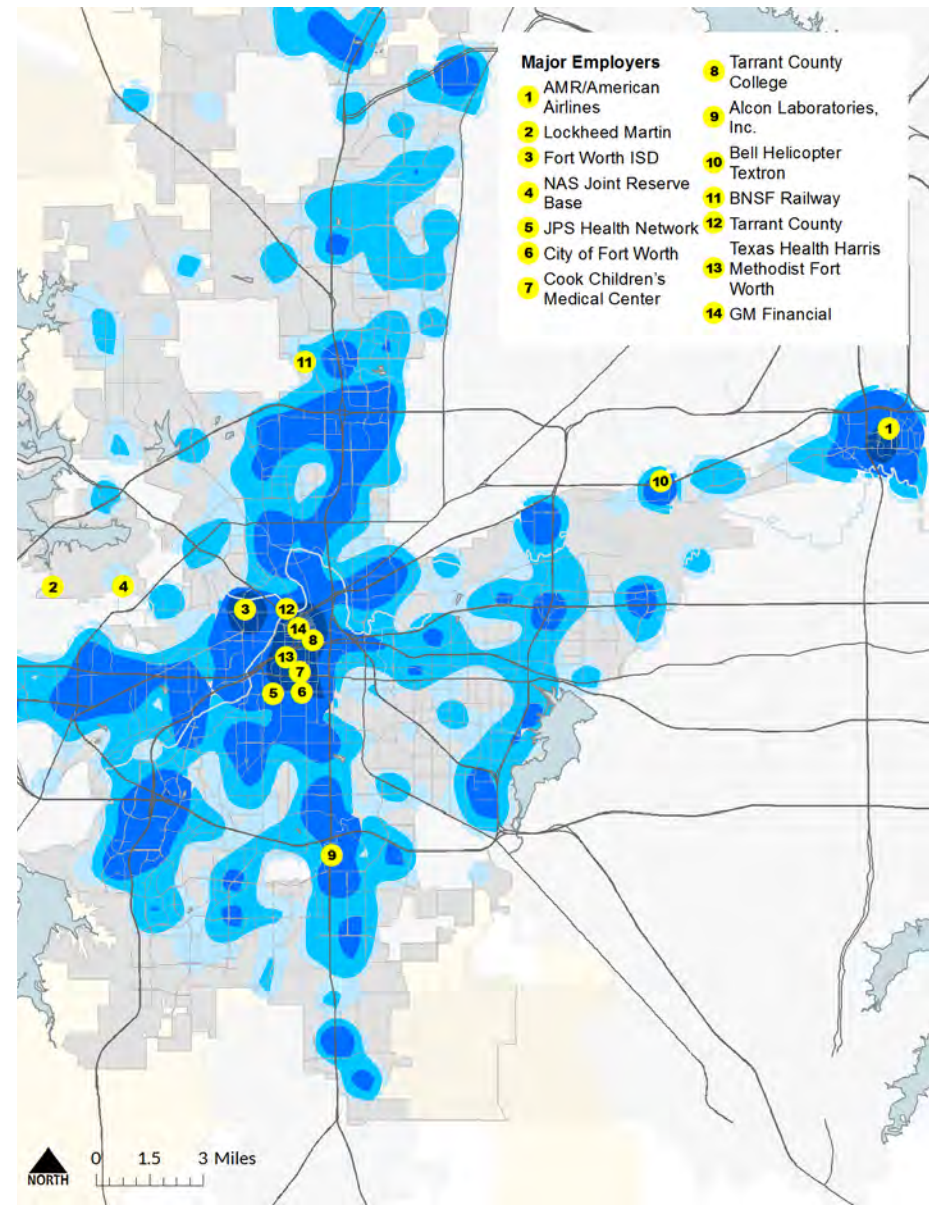 Major Employers
1 AMR/American
Airlines
2 Lockheed Martin
3 Fort Worth ISD
4 NAS Joint Reserve
Base
5 JPS Health Network
6 City of Fort Worth
7 Cook Children's
Medical Center
8 Tarrant County
College
9 Alcon Laboratories,
Inc.
10 Bell Helicopter
Textron
11 BNSF Railway
12 Tarrant County
13 Texas Health Harris
Methodist Fort
Worth
14 GM Financial
11
1
10
2
4
3
12
14
8
13
7
5
6
9
NORTH
0 1.5 3 Miles